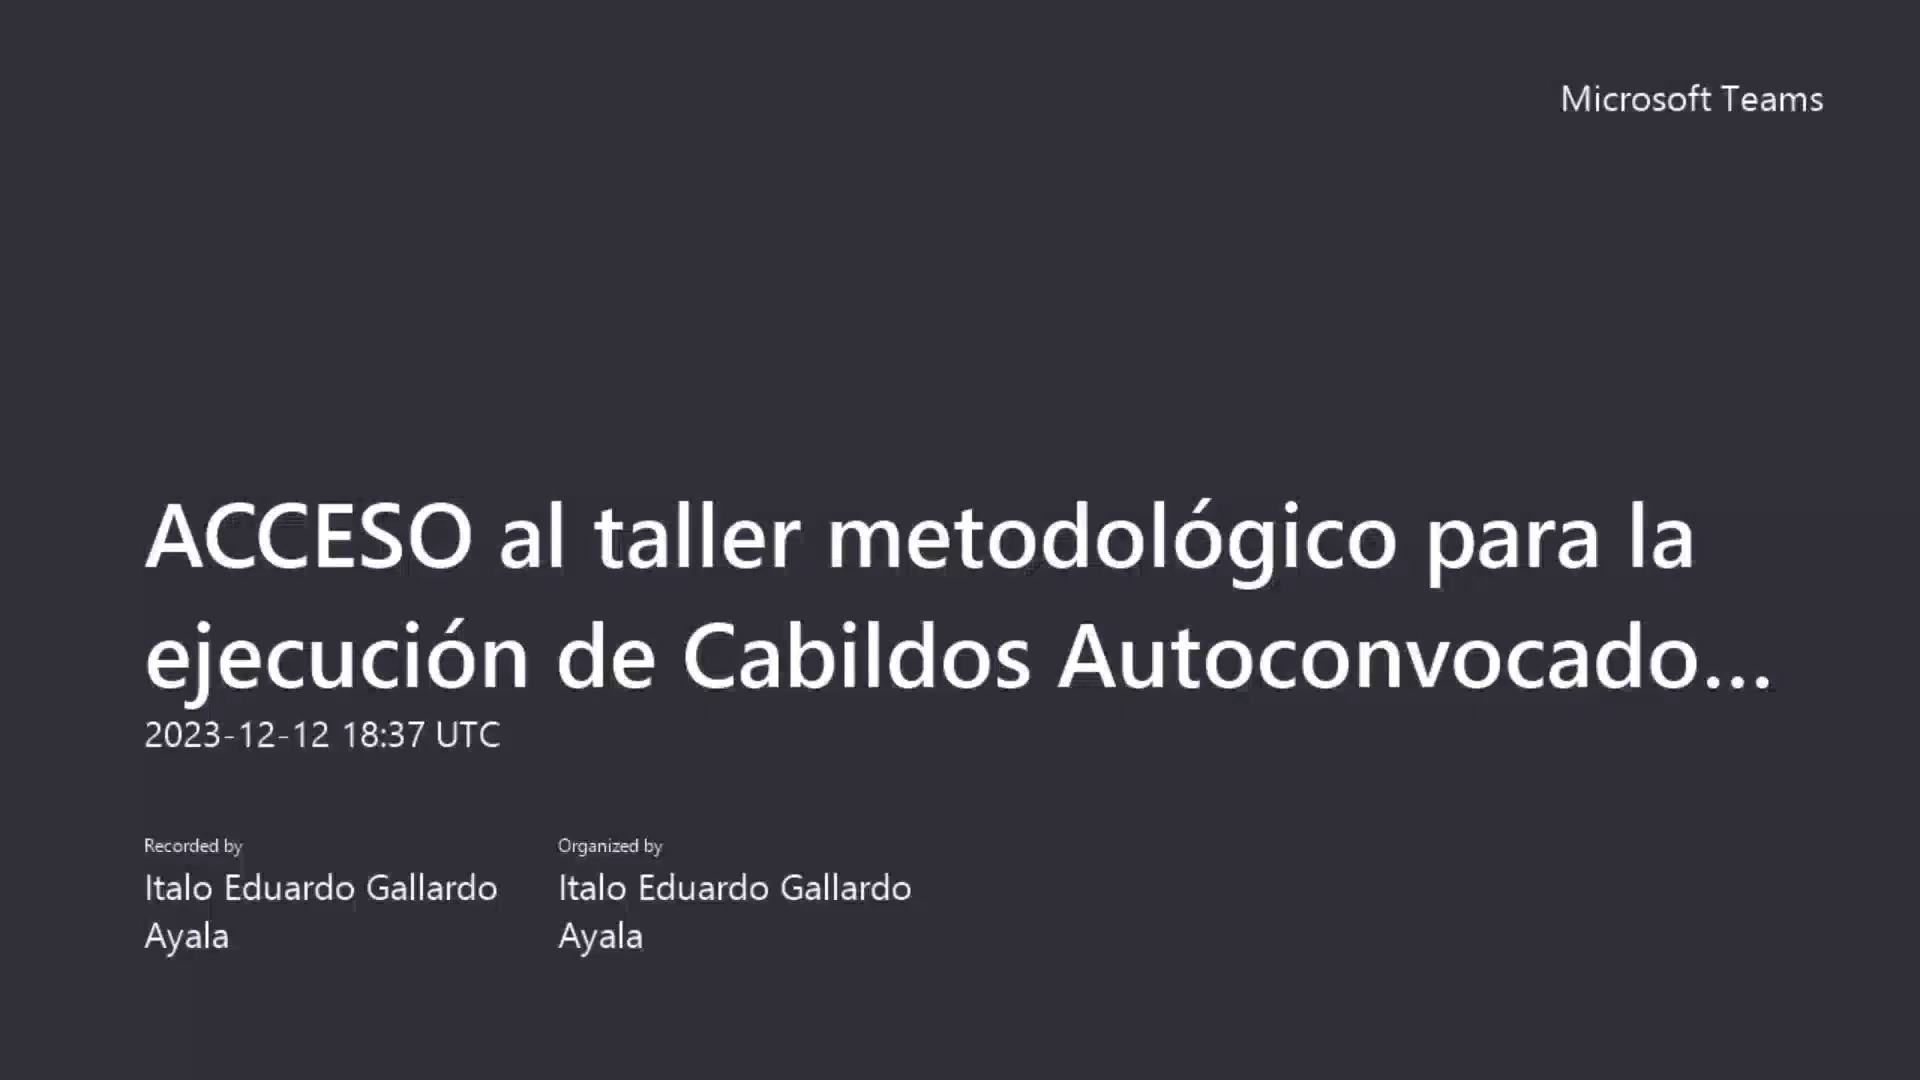 Microsoft Teams
ACCESO al taller metodológico para la
ejecución de Cabildos Autoconvocado...
2023-12-12 18:37 UTC
Recorded by
Italo Eduardo Gallardo
Ayala
Organized by
Italo Eduardo Gallardo
Ayala